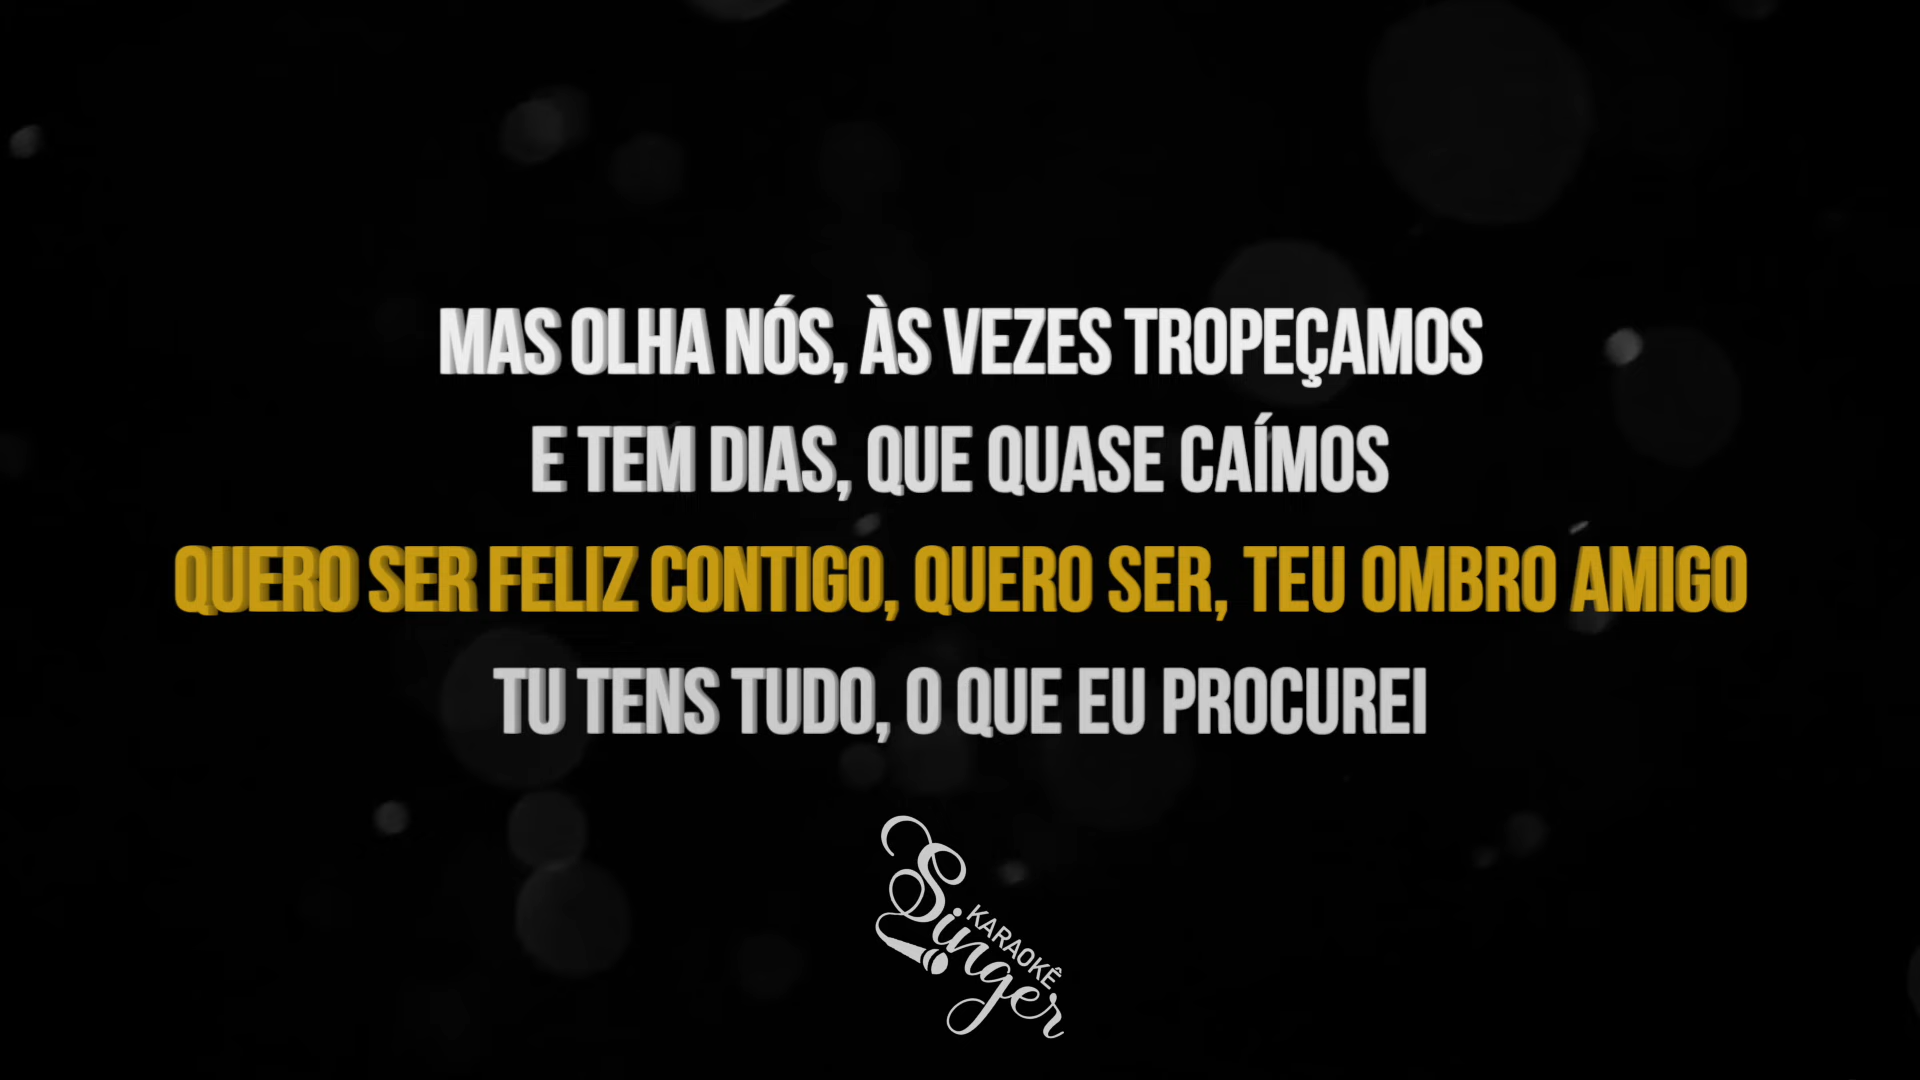 MAS OLHA NÓS, ÀS VEZES TROPEÇAMOS
E TEM DIAS, QUE QUASE CAÍMOS
QUERO SER FELIZ CONTIGO, QUERO SER, TEU OMBRO AMIGO
TU TENS TUDO, O QUE EU PROCUREI
Singer
KARAOKÊ